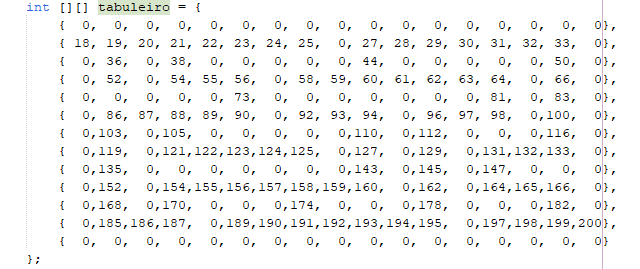 int [][] tabuleiro = {
{ 0, 0, 0, 0, 0, 0, 0, 0, 0, 0, 0, 0, 0, 0, 0, 0, 0},
{ 18, 19, 20, 21, 22, 23, 24, 25, 0, 27, 28, 29, 30, 31, 32, 33, 0},
{ 0, 36, 0, 38, 0, 0, 0, 0, 0, 44, 0, 0, 0, 0, 0, 50, 0},
{ 0, 52, 0, 54, 55, 56, 0, 58, 59, 60, 61, 62, 63, 64, 0, 66, 0},
{ 0, 0, 0, 0, 0, 73, 0, 0, 0, 0, 0, 0, 0, 81, 0, 83, 0},
{ 0, 86, 87, 88, 89, 90, 0, 92, 93, 94, 0, 96, 97, 98, 0,100, 0},
{ 0,103, 0,105, 0, 0, 0, 0, 0,110, 0,112, 0, 0, 0,116, 0},
{ 0,119, 0,121,122,123,124,125, 0,127, 0,129, 0,131,132,133, 0},
{ 0,135, 0, 0, 0, 0, 0, 0, 0,143, 0,145, 0,147, 0, 0, 0},
{ 0,152, 0,154,155,156,157,158,159,160, 0,162, 0,164,165,166, 0},
{ 0,168, 0,170, 0, 0, 0,174, 0, 0, 0,178, 0, 0, 0,182, 0},
{ 0,185,186,187, 0,189,190,191,192,193,194,195, 0,197,198,199,200},
{ 0, 0, 0, 0, 0, 0, 0, 0, 0, 0, 0, 0, 0, 0, 0, 0, 0}
};